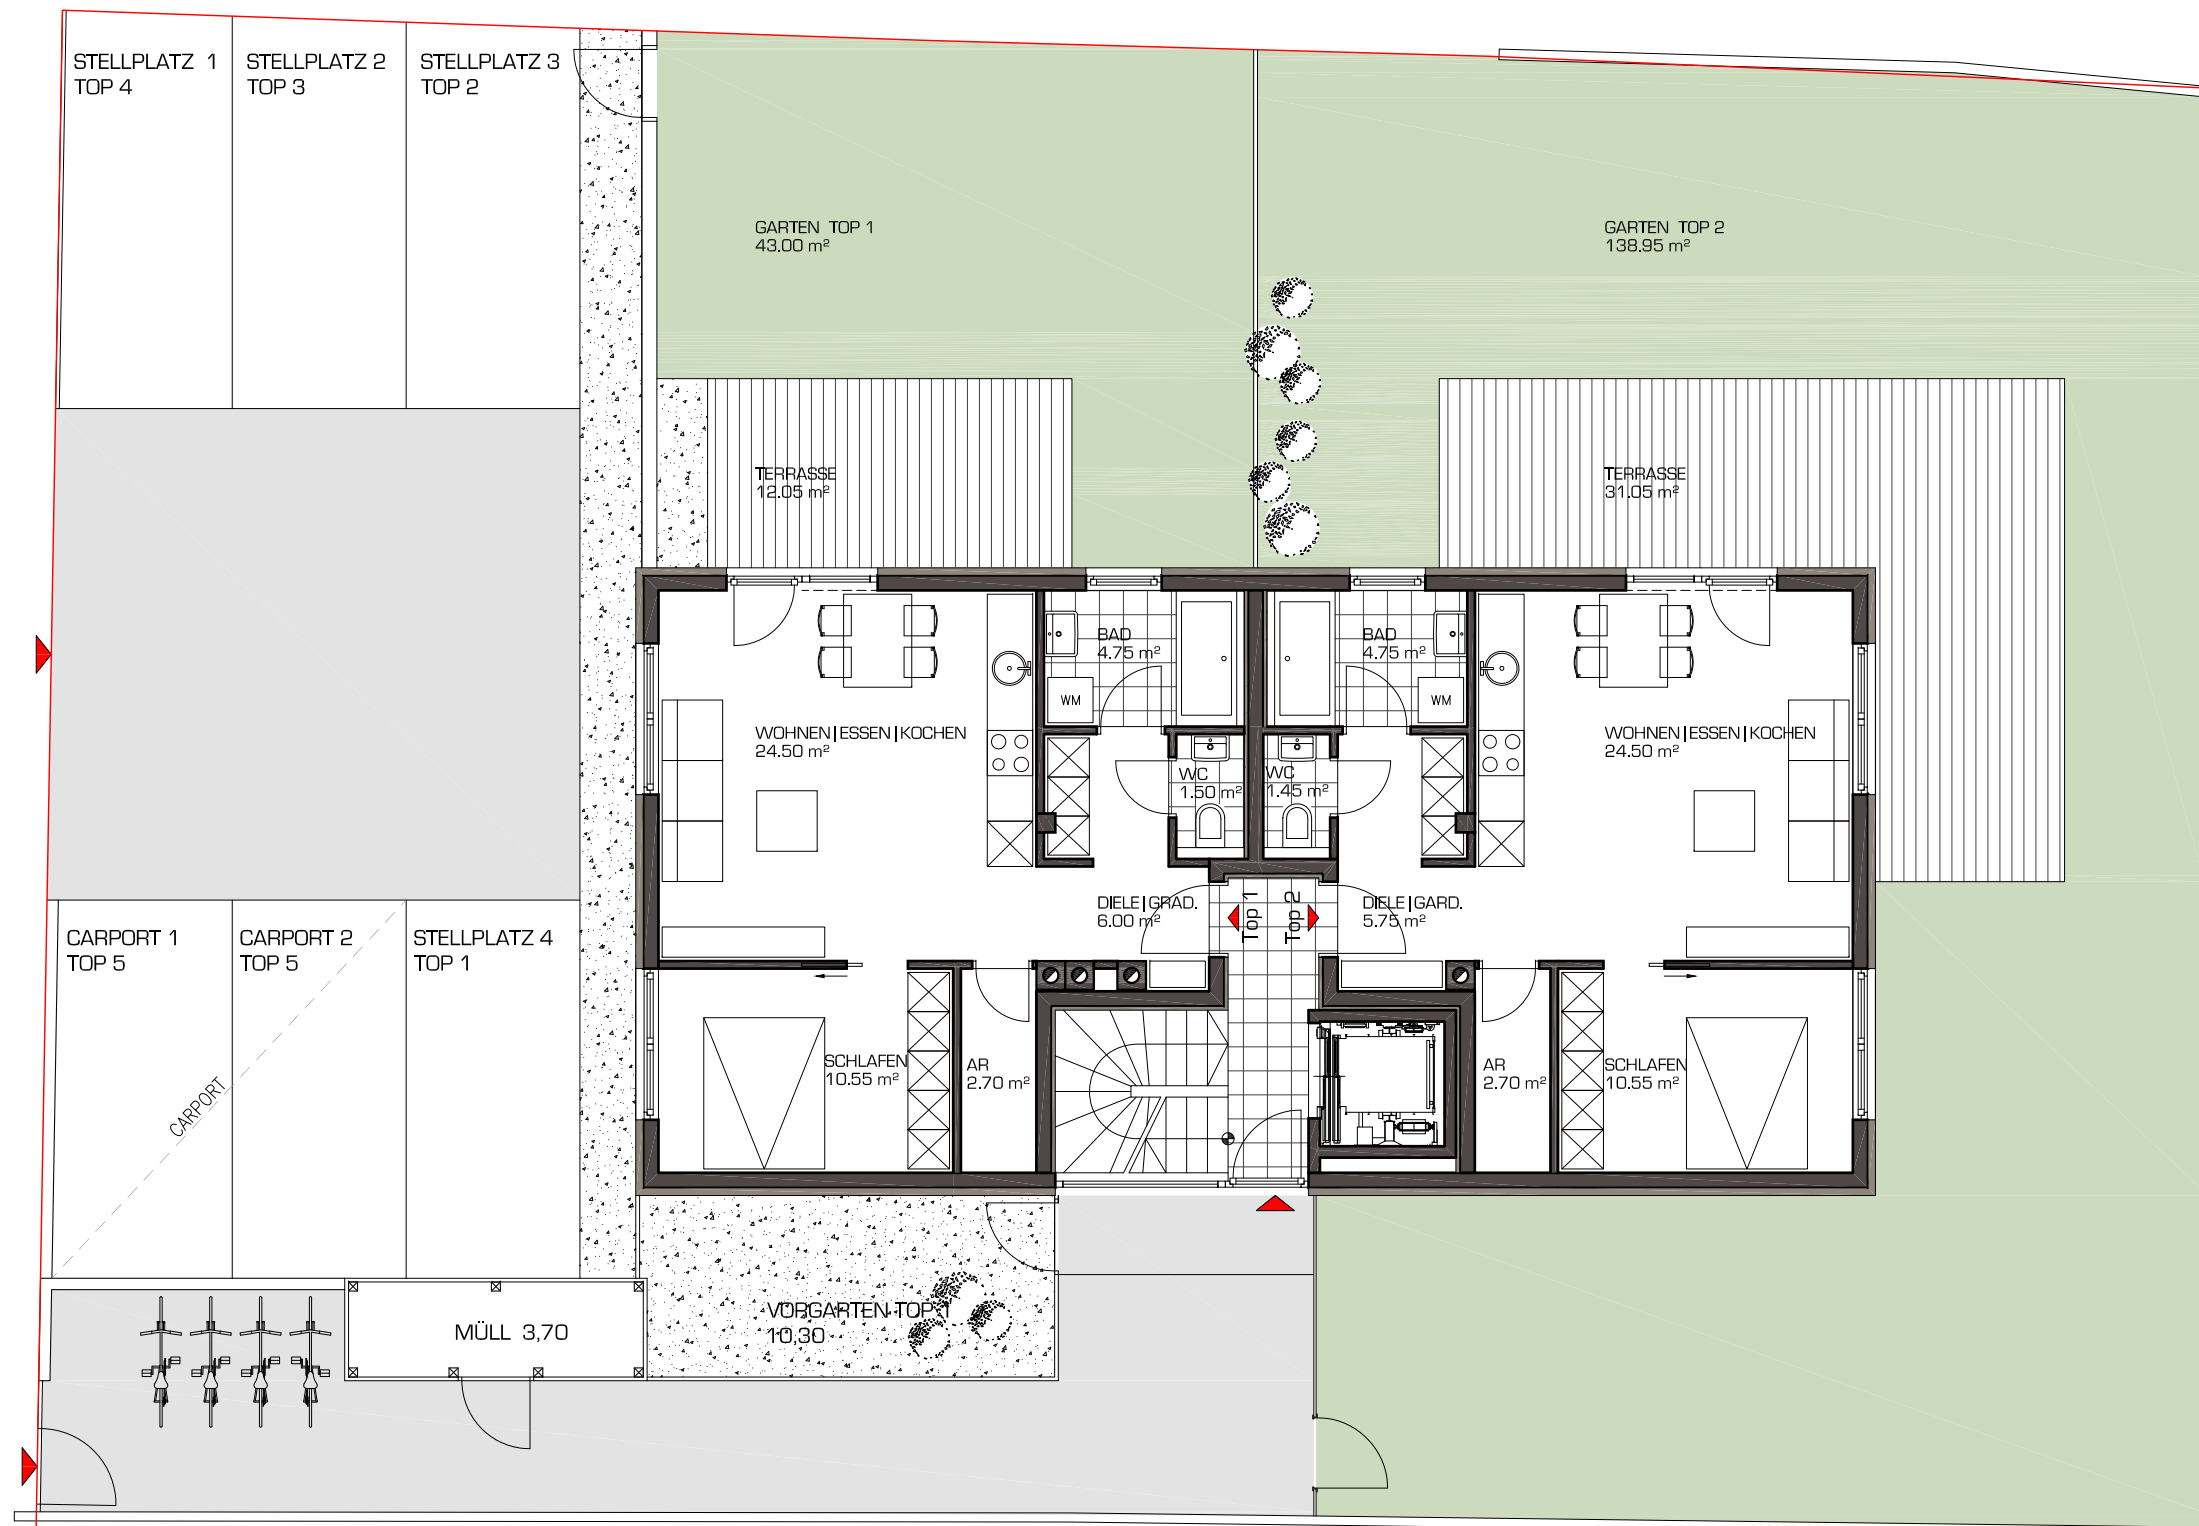 STELLPLATZ 1
TOP 4
STELLPLATZ 2
TOP 3
STELLPLATZ 3
TOP 2
GARTEN TOP 1
43.00 m²
GARTEN TOP 2
138.95 m²
TERRASSE
12.05 m²
TERRASSE
31.05 m²
BAD
4.75 m²
WM
BAD
4.75 m²
WM
WOHNEN|ESSEN|KOCHEN
24.50 m²
WC
1.50 m²
WC
1.45 m²
WOHNEN|ESSEN|KOCHEN
24.50 m²
DIELE|GRAD.
6.00 m²
Top 1
Top 2
DIELE|GARD.
5.75 m²
CARPORT 1
TOP 5
CARPORT 2
TOP 5
STELLPLATZ 4
TOP 1
CARPORT
SCHLAFEN
10.55 m²
AR
2.70 m²
AR
2.70 m²
SCHLAFEN
10.55 m²
VORGARTEN TOP 1
10,30
MÜLL 3,70